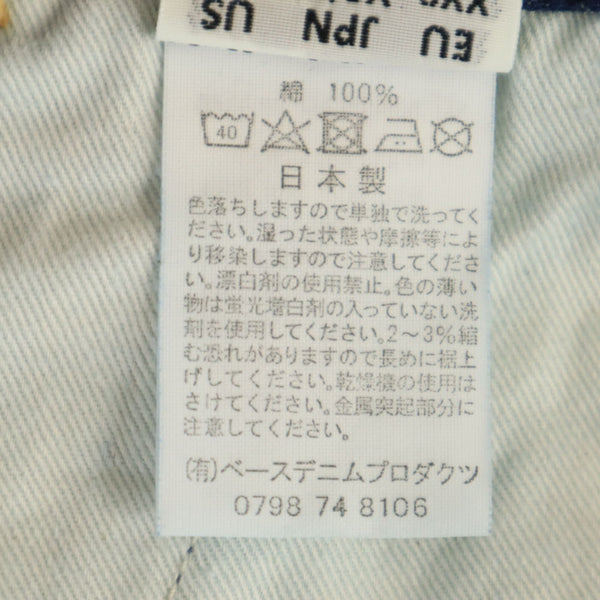 EU JPN US
綿 100%
40
日本製
色落ちしますので単独で洗ってく
ださい。湿った状態や摩擦等によ
り移染しますので注意してくださ
い。漂白剤の使用禁止。色の薄い
物は蛍光増白剤の入っていない洗
剤を使用してください。2～3%縮
む恐れがありますので長めに裾上
げしてください。乾燥機の使用は
さけてください。金属突起部分に
注意してください。
(有)ベースデニムプロダクツ
0798 74 8106